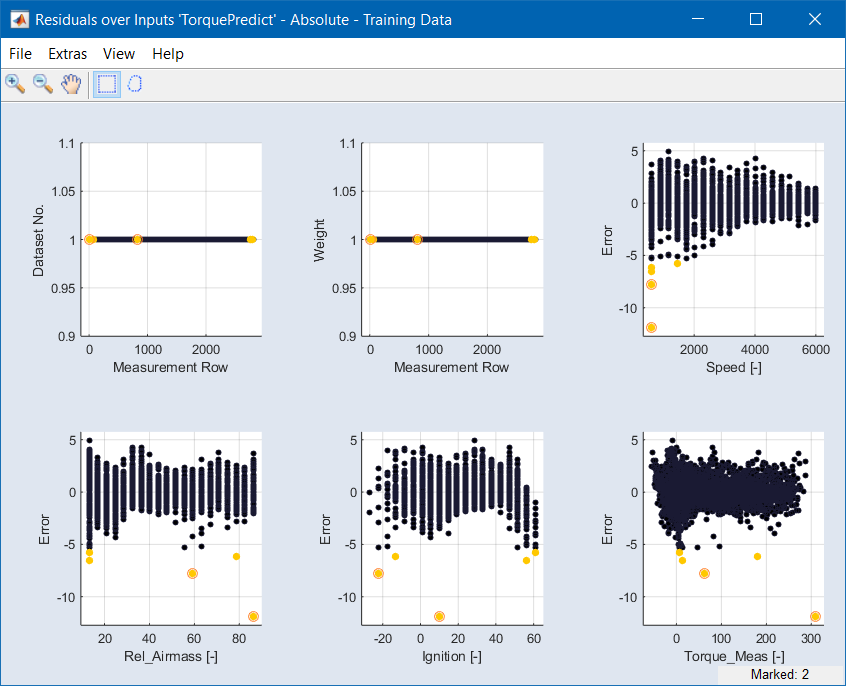 Residuals over Inputs 'TorquePredict' - Absolute - Training Data
File Extras View Help
1.1
1.05
1
0.95
0.9
Dataset No.
0 1000 2000
Measurement Row
1.1
1.05
1
0.95
0.9
Weight
0 1000 2000
Measurement Row
5
0
-5
-10
Error
2000 4000 6000
Speed [-]
5
0
-5
-10
Error
20 40 60 80
Rel_Airmass [-]
5
0
-5
-10
Error
-20 0 20 40 60
Ignition [-]
5
0
-5
-10
Error
0 100 200 300
Torque_Meas [-]
Marked: 2